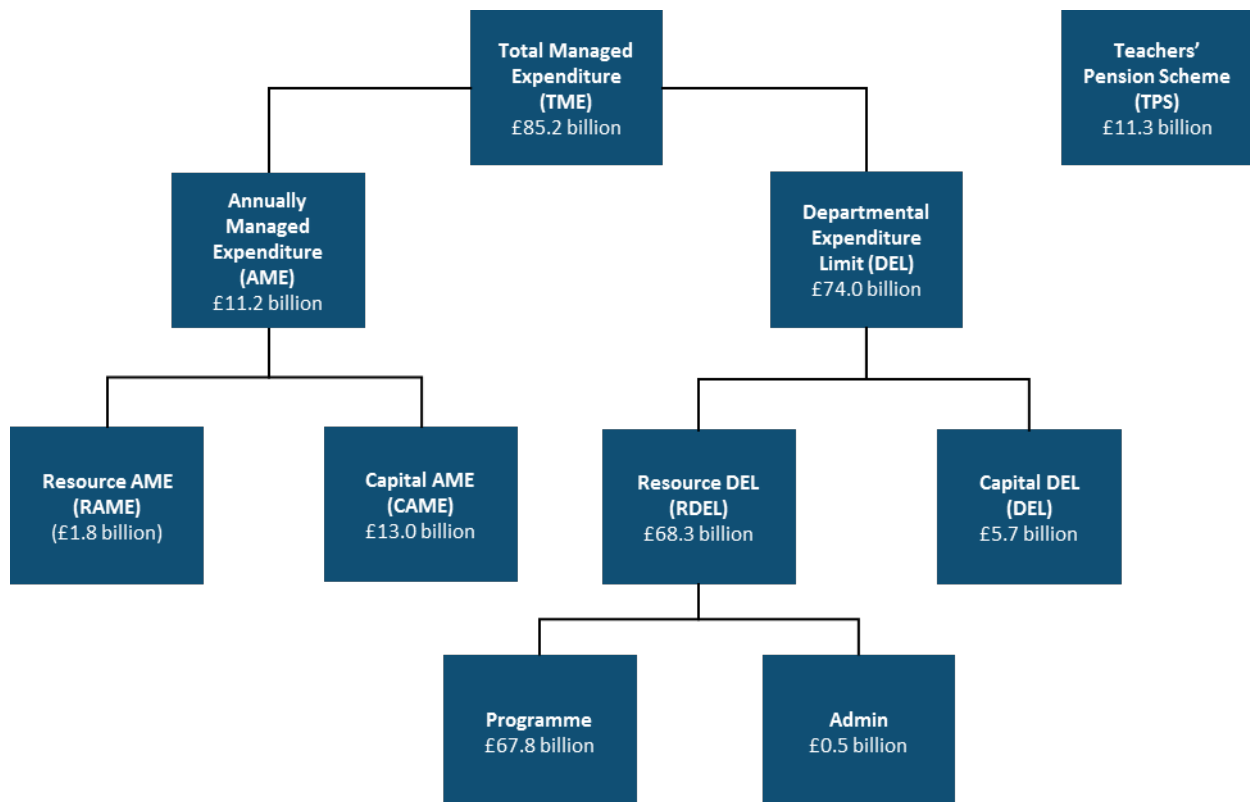 Total Managed
Expenditure
(TME)
£85.2 billion
Teachers’
Pension Scheme
(TPS)
£11.3 billion
Annually
Managed
Expenditure
(AME)
£11.2 billion
Departmental
Expenditure
Limit (DEL)
£74.0 billion
Resource AME
(RAME)
(£1.8 billion)
Capital AME
(CAME)
£13.0 billion
Resource DEL
(RDEL)
£68.3 billion
Capital DEL
(DEL)
£5.7 billion
Programme
£67.8 billion
Admin
£0.5 billion